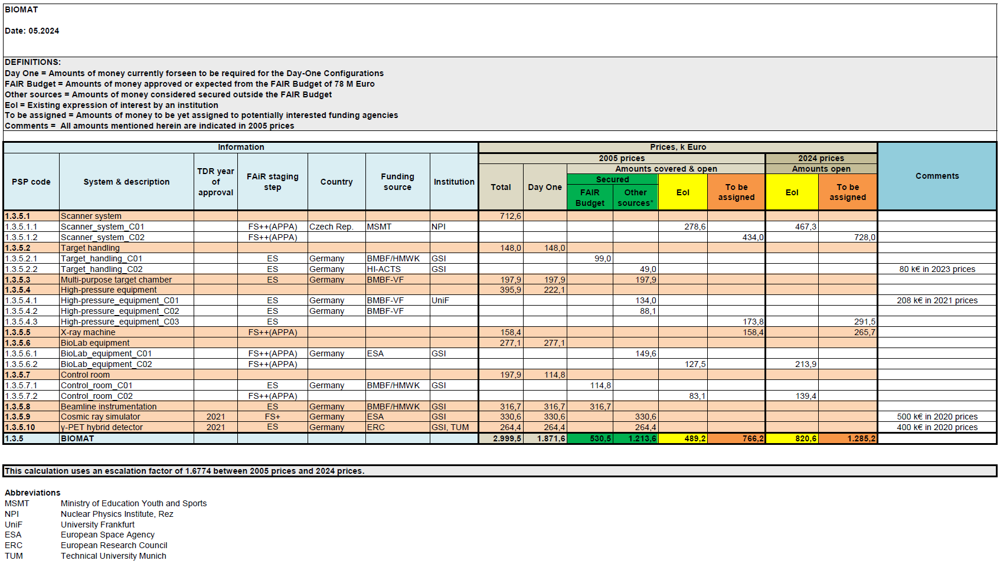 BIOMAT
Date: 05.2024
DEFINITIONS:
Day One = Amounts of money currently forseen to be required for the Day-One Configurations
FAIR Budget = Amounts of money approved or expected from the FAIR Budget of 78 M Euro
Other sources = Amounts of money considered secured outside the FAIR Budget
EoI = Existing expression of interest by an institution
To be assigned = Amounts of money to be yet assigned to potentially interested funding agencies
Comments = All amounts mentioned herein are indicated in 2005 prices
Information Prices, k Euro Comments
2005 prices 2024 prices
PSP code System & description TDR year of approval FAiR staging step Country Funding source Institution Total Day One Amounts covered & open Amounts open
Secured EoI To be assigned EoI To be assigned
FAIR Budget Other sources*
1.3.5.1 Scanner system 712,6
1.3.5.1.1 Scanner_system_C01 FS++(APPA) Czech Rep. MSMT NPI 278,6 467,3
1.3.5.1.2 Scanner_system_C02 FS++(APPA) 434,0 728,0
1.3.5.2 Target handling 148,0 148,0
1.3.5.2.1 Target_handling_C01 ES Germany BMBF/HMWK GSI 99,0
1.3.5.2.2 Target_handling_C02 ES Germany HI-ACTS GSI 49,0 80 k€ in 2023 prices
1.3.5.3 Multi-purpose target chamber ES Germany BMBF-VF 197,9 197,9 197,9
1.3.5.4 High-pressure equipment 395,9 222,1
1.3.5.4.1 High-pressure_equipment_C01 ES Germany BMBF-VF UniF 134,0 208 k€ in 2021 prices
1.3.5.4.2 High-pressure_equipment_C02 ES Germany BMBF-VF 88,1
1.3.5.4.3 High-pressure_equipment_C03 ES 173,8 291,5
1.3.5.5 X-ray machine FS++(APPA) 158,4 158,4 265,7
1.3.5.6 BioLab equipment 277,1 277,1
1.3.5.6.1 BioLab_equipment_C01 FS++(APPA) Germany ESA GSI 149,6
1.3.5.6.2 BioLab_equipment_C02 FS++(APPA) 127,5 213,9
1.3.5.7 Control room 197,9 114,8
1.3.5.7.1 Control_room_C01 ES Germany BMBF/HMWK GSI 114,8
1.3.5.7.2 Control_room_C02 FS++(APPA) 83,1 139,4
1.3.5.8 Beamline instrumentation ES Germany BMBF/HMWK GSI 316,7 316,7 316,7
1.3.5.9 Cosmic ray simulator 2021 FS+ Germany ESA GSI 330,6 330,6 330,6 500 k€ in 2020 prices
1.3.5.10 γ-PET hybrid detector 2021 ES Germany ERC GSI, TUM 264,4 264,4 264,4 400 k€ in 2020 prices
1.3.5 BIOMAT 2.999,5 1.871,6 530,5 1.213,6 489,2 766,2 820,6 1.285,2
This calculation uses an escalation factor of 1.6774 between 2005 prices and 2024 prices.
Abbreviations
MSMT Ministry of Education Youth and Sports
NPI Nuclear Physics Institute, Rez
UniF University Frankfurt
ESA European Space Agency
ERC European Research Council
TUM Technical University Munich